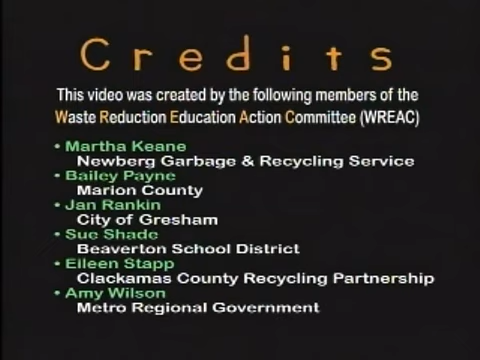 Credits
This video was created by the following members of the
Waste Reduction Education Action Committee (WREAC)
• Martha Keane
Newberg Garbage & Recycling Service
• Bailey Payne
Marion County
• Jan Rankin
City of Gresham
• Sue Shade
Beaverton School District
• Eileen Stapp
Clackamas County Recycling Partnership
• Amy Wilson
Metro Regional Government